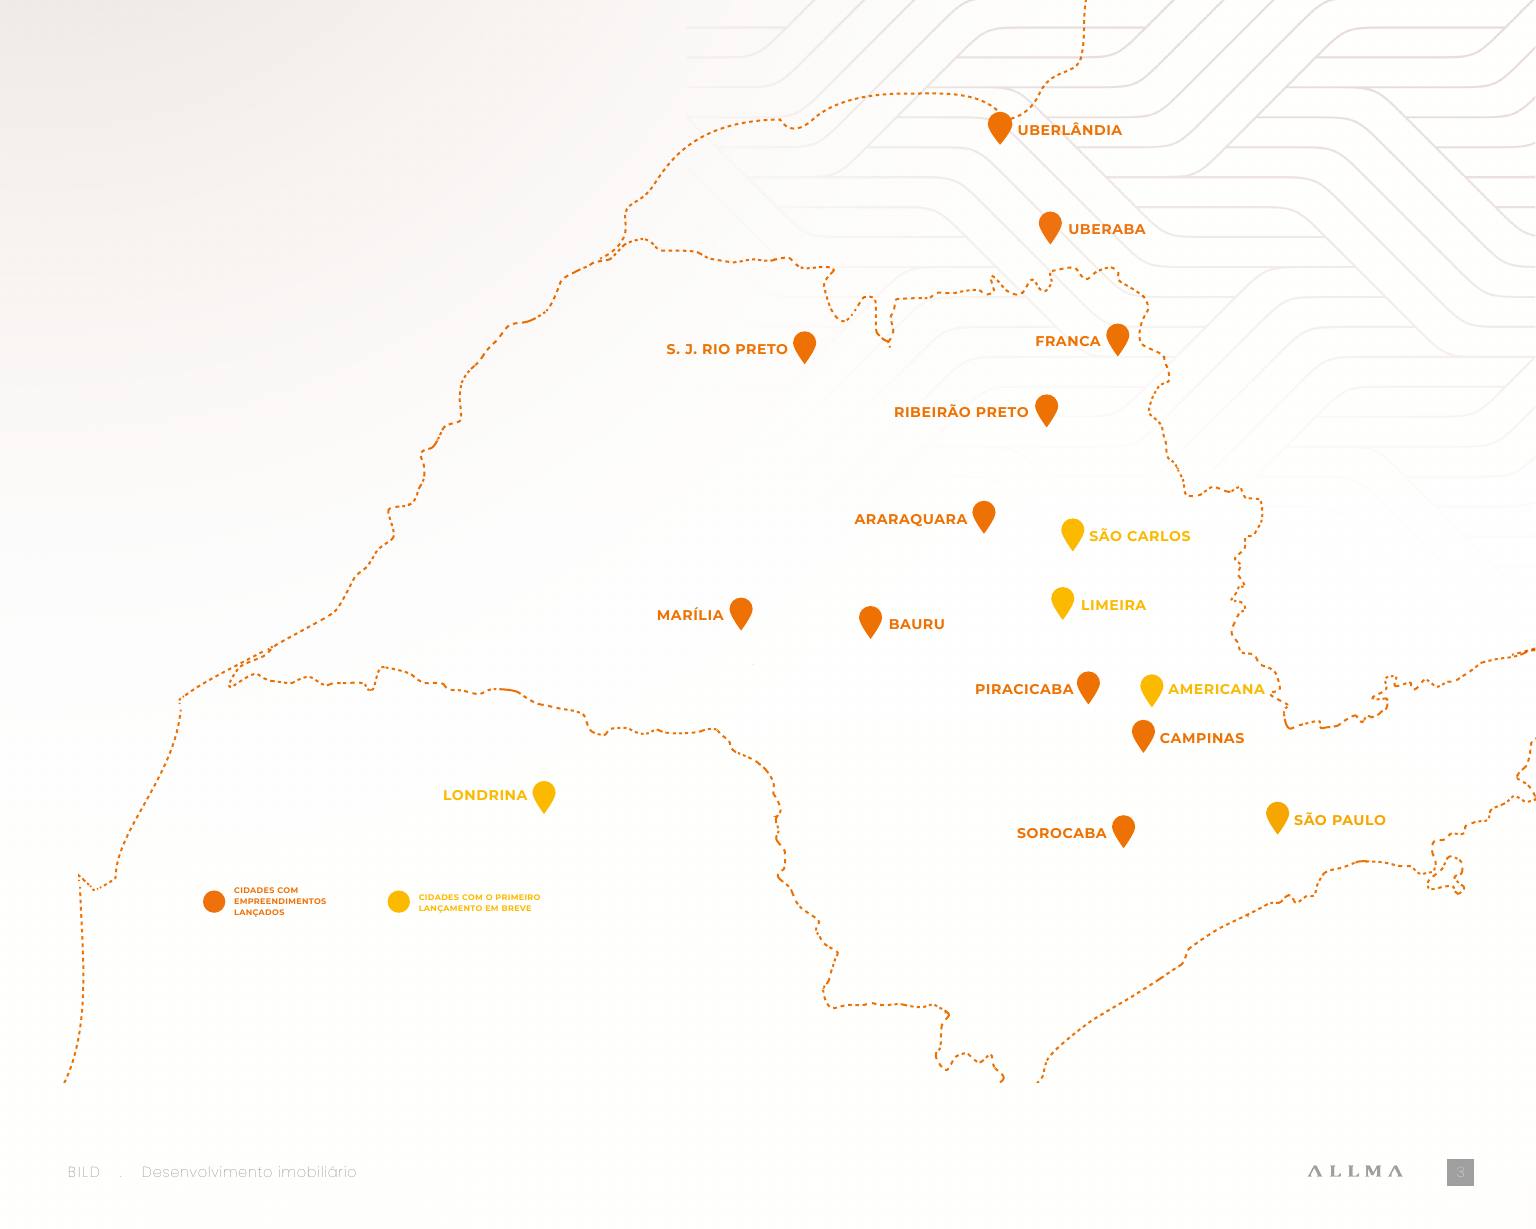 UBERLÂNDIA
UBERABA
S. J. RIO PRETO
FRANCA
RIBEIRÃO PRETO
ARARAQUARA
SÃO CARLOS
MARÍLIA
BAURU
LIMEIRA
PIRACICABA
AMERICANA
CAMPINAS
LONDRINA
SOROCABA
SÃO PAULO
CIDADES COM
EMPREENDIMENTOS
LANÇADOS
CIDADES COM O PRIMEIRO
LANÇAMENTO EM BREVE
BILD . Desenvolvimento imobiliário
ALLMA 3